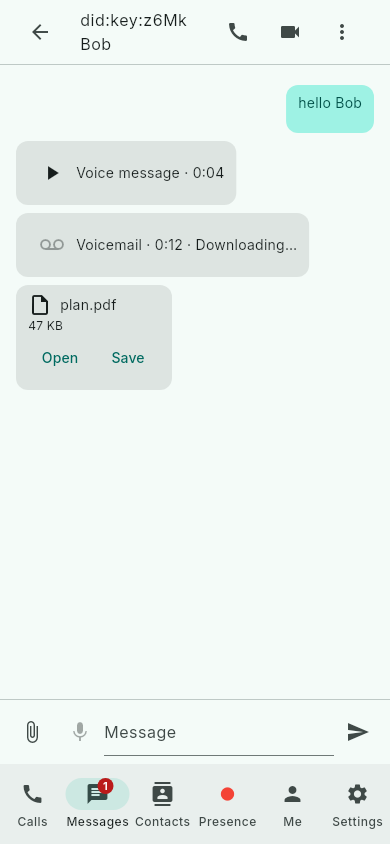 did:key:z6Mk
Bob
hello Bob
Voice message · 0:04
Voicemail · 0:12 · Downloading...
plan.pdf
47 KB
Open Save
Message
1
Calls Messages Contacts Presence Me Settings